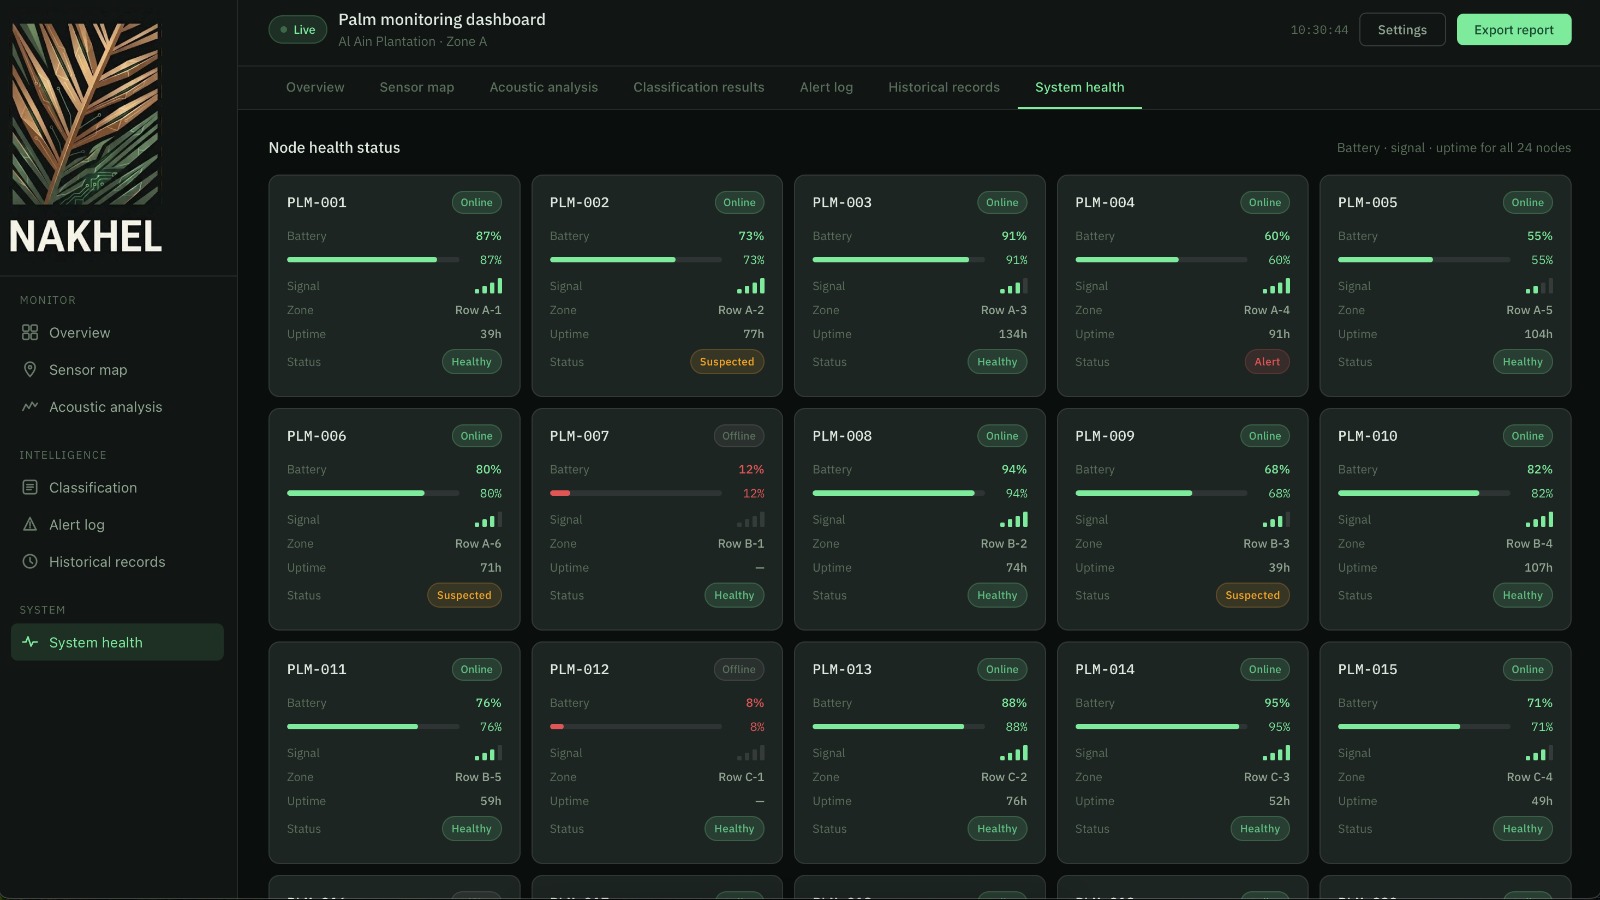 NAKHEL
MONITOR
Overview
Sensor map
Acoustic analysis
INTELLIGENCE
Classification
Alert log
Historical records
SYSTEM
System health
Live
Palm monitoring dashboard
Al Ain Plantation · Zone A
10:30:44
Settings
Export report
Overview Sensor map Acoustic analysis Classification results Alert log Historical records System health
Node health status
Battery · signal · uptime for all 24 nodes
PLM-001 Online
Battery 87%
87%
Signal
Zone Row A-1
Uptime 39h
Status Healthy
PLM-002 Online
Battery 73%
73%
Signal
Zone Row A-2
Uptime 77h
Status Suspected
PLM-003 Online
Battery 91%
91%
Signal
Zone Row A-3
Uptime 134h
Status Healthy
PLM-004 Online
Battery 60%
60%
Signal
Zone Row A-4
Uptime 91h
Status Alert
PLM-005 Online
Battery 55%
55%
Signal
Zone Row A-5
Uptime 104h
Status Healthy
PLM-006 Online
Battery 80%
80%
Signal
Zone Row A-6
Uptime 71h
Status Suspected
PLM-007 Offline
Battery 12%
12%
Signal
Zone Row B-1
Uptime —
Status Healthy
PLM-008 Online
Battery 94%
94%
Signal
Zone Row B-2
Uptime 74h
Status Healthy
PLM-009 Online
Battery 68%
68%
Signal
Zone Row B-3
Uptime 39h
Status Suspected
PLM-010 Online
Battery 82%
82%
Signal
Zone Row B-4
Uptime 107h
Status Healthy
PLM-011 Online
Battery 76%
76%
Signal
Zone Row B-5
Uptime 59h
Status Healthy
PLM-012 Offline
Battery 8%
8%
Signal
Zone Row C-1
Uptime —
Status Healthy
PLM-013 Online
Battery 88%
88%
Signal
Zone Row C-2
Uptime 76h
Status Healthy
PLM-014 Online
Battery 95%
95%
Signal
Zone Row C-3
Uptime 52h
Status Healthy
PLM-015 Online
Battery 71%
71%
Signal
Zone Row C-4
Uptime 49h
Status Healthy